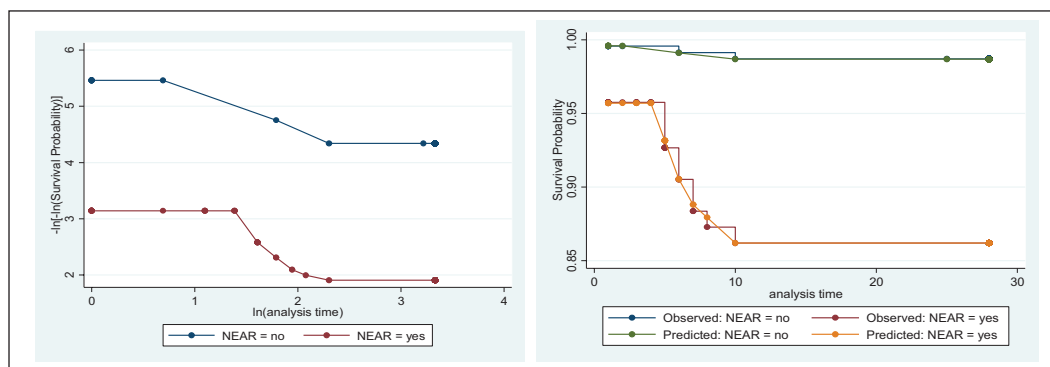 -ln[-ln(Survival Probability)]
6
5
4
3
2
0 1 2 3 4
ln(analysis time)
NEAR = no NEAR = yes
Survival Probability
1.00
0.95
0.90
0.85
0 10 20 30
analysis time
Observed: NEAR = no Observed: NEAR = yes
Predicted: NEAR = no Predicted: NEAR = yes